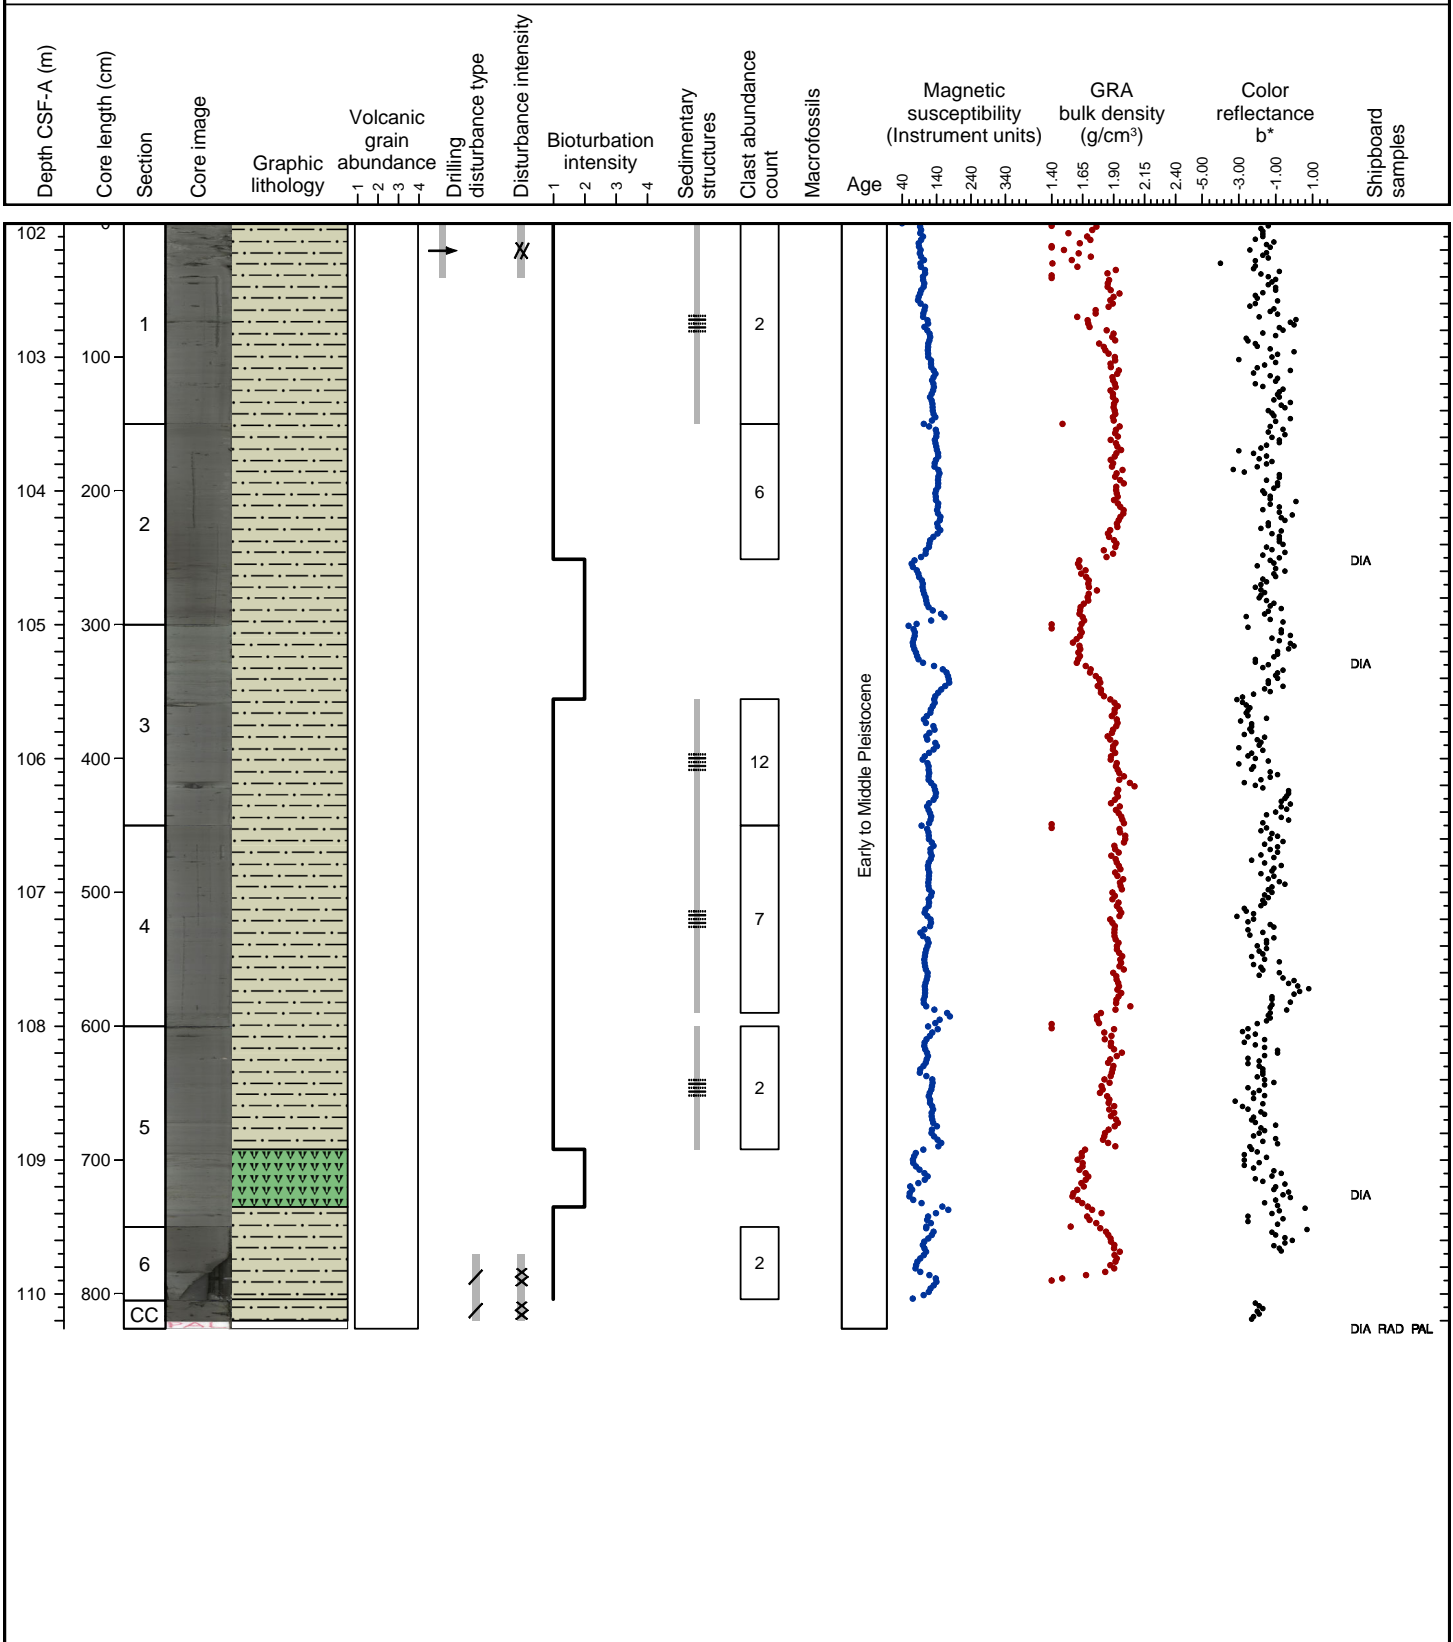 Depth CSF-A (m)
Core length (cm)
Section
Core image
Graphic
lithology
Volcanic
grain
abundance
1 2 3 4
Drilling
disturbance type
Disturbance intensity
Bioturbation
intensity
1 2 3 4
Sedimentary
structures
Clast abundance
count
Macrofossils
Age
Magnetic
susceptibility
(Instrument units)
40 140 240 340
GRA
bulk density
(g/cm³)
1.40 1.65 1.90 2.15 2.40
Color
reflectance
b*
-5.00 -3.00 -1.00 1.00
Shipboard
samples
102 0
1 2
103 100
104 200 6
2
DIA
105 300
DIA
3
106 400 12
Early to Middle Pleistocene
107 500
4 7
108 600
5 2
109 700
DIA
6 2
110 800
CC
PAL
DIA RAD PAL